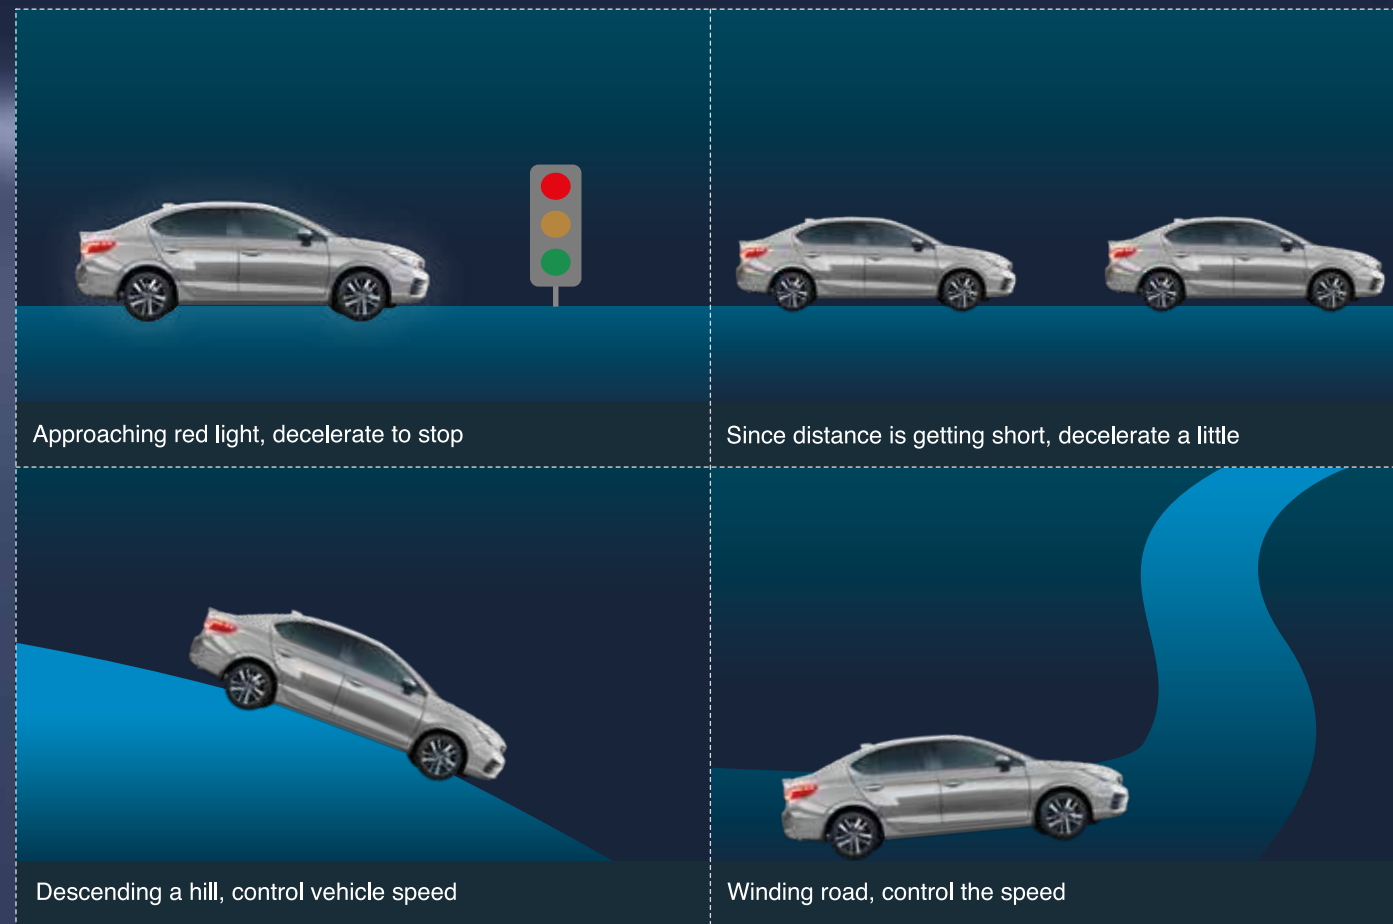 Approaching red light, decelerate to stop
Since distance is getting short, decelerate a little
Descending a hill, control vehicle speed
Winding road, control the speed